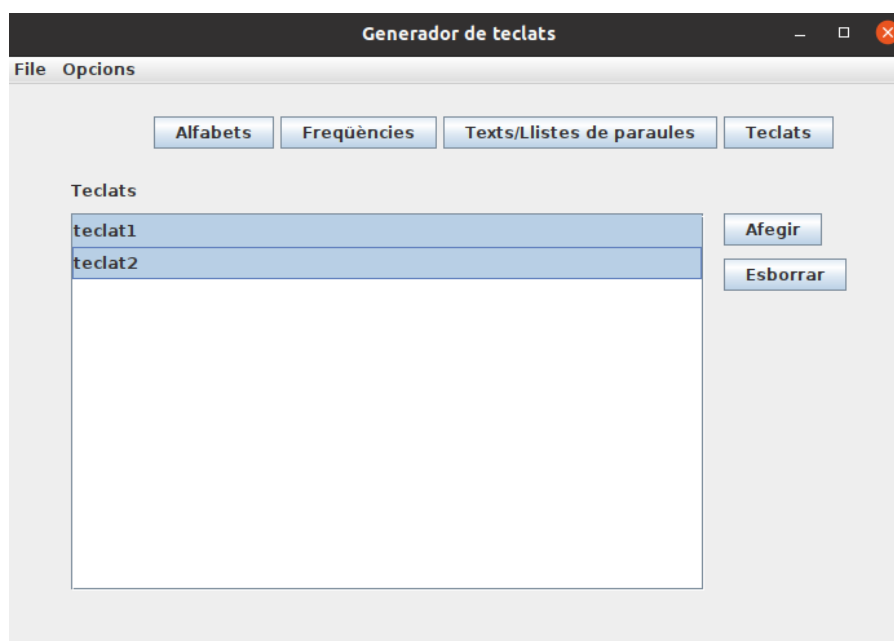 Generador de teclats
File Opcions
Alfabets Freqüències Texts/Llistes de paraules Teclats
Teclats
teclat1 Afegir
teclat2 Esborrar